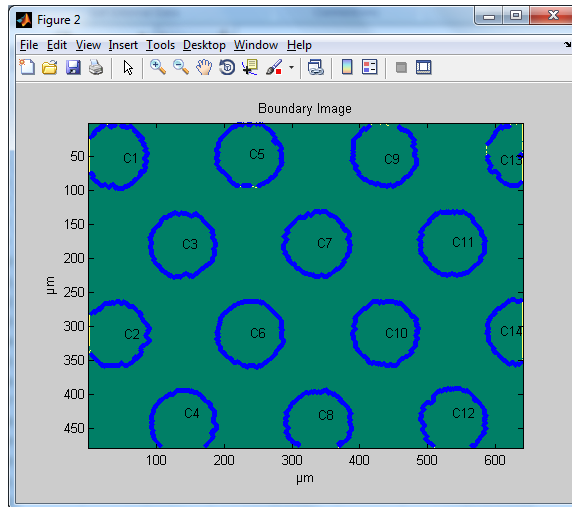 Figure 2
File Edit View Insert Tools Desktop Window Help
Boundary Image
C1 C5 C9 C13
C3 C7 C11
C2 C6 C10 C14
C4 C8 C12
50
100
150
200
250
300
350
400
450
µm
100 200 300 400 500 600
µm